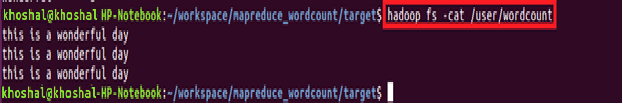 khoshal@khoshal-HP-Notebook:~/workspace/mapreduce_wordcount/target$ hadoop fs -cat /user/wordcount
this is a wonderful day
this is a wonderful day
this is a wonderful day
khoshal@khoshal-HP-Notebook:~/workspace/mapreduce_wordcount/target$